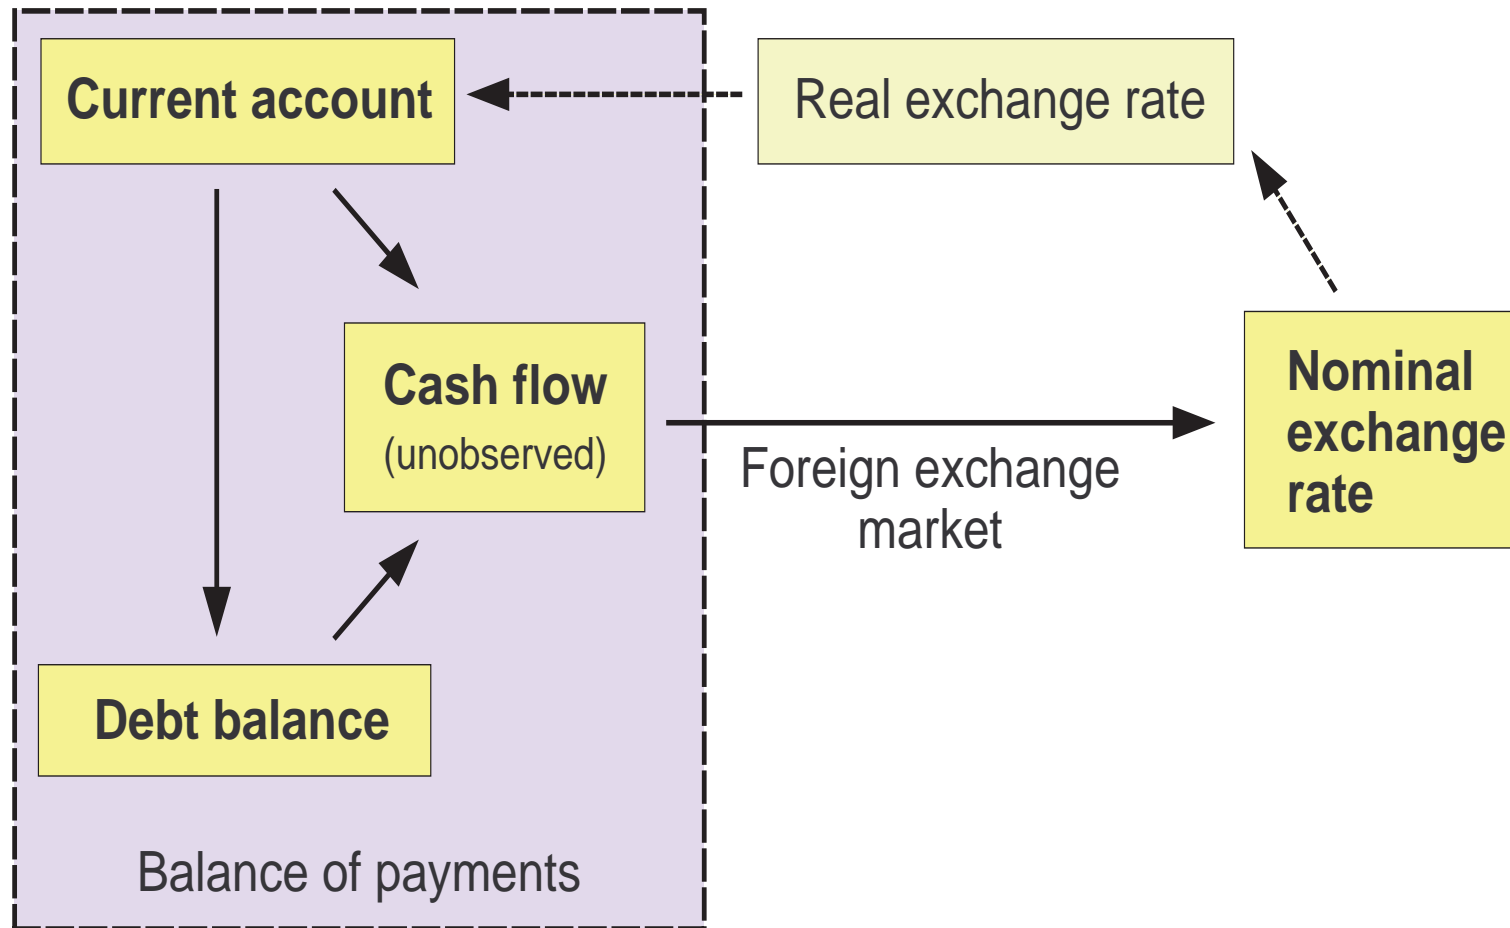 Current account
Real exchange rate
Cash flow
(unobserved)
Foreign exchange
market
Nominal
exchange
rate
Debt balance
Balance of payments